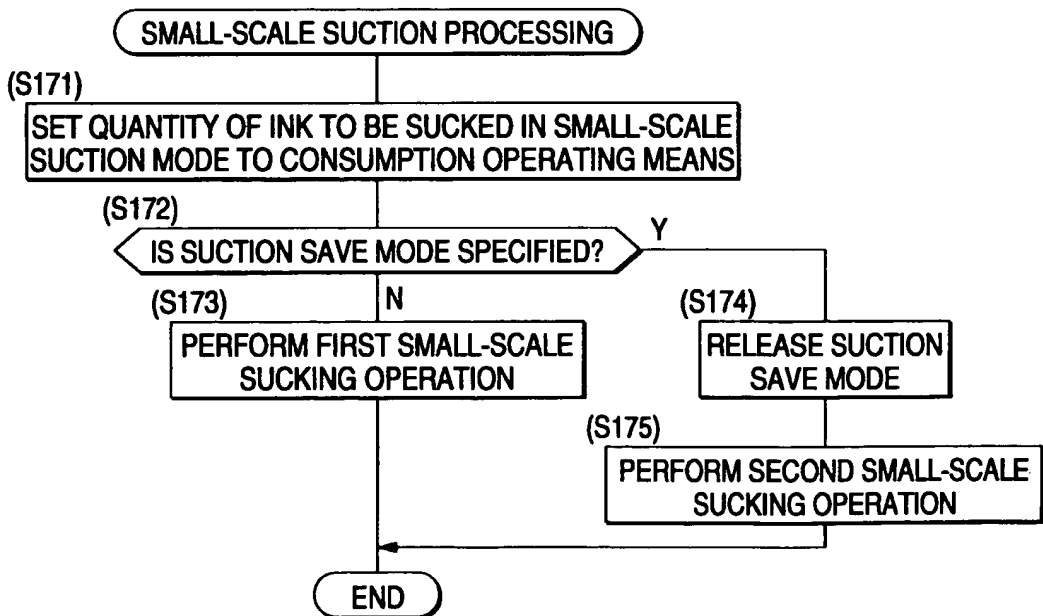 SMALL-SCALE SUCTION PROCESSING
(S171)
SET QUANTITY OF INK TO BE SUCKED IN SMALL-SCALE
SUCTION MODE TO CONSUMPTION OPERATING MEANS
(S172)
IS SUCTION SAVE MODE SPECIFIED?
Y
N
(S173)
PERFORM FIRST SMALL-SCALE
SUCKING OPERATION
(S174)
RELEASE SUCTION
SAVE MODE
(S175)
PERFORM SECOND SMALL-SCALE
SUCKING OPERATION
END